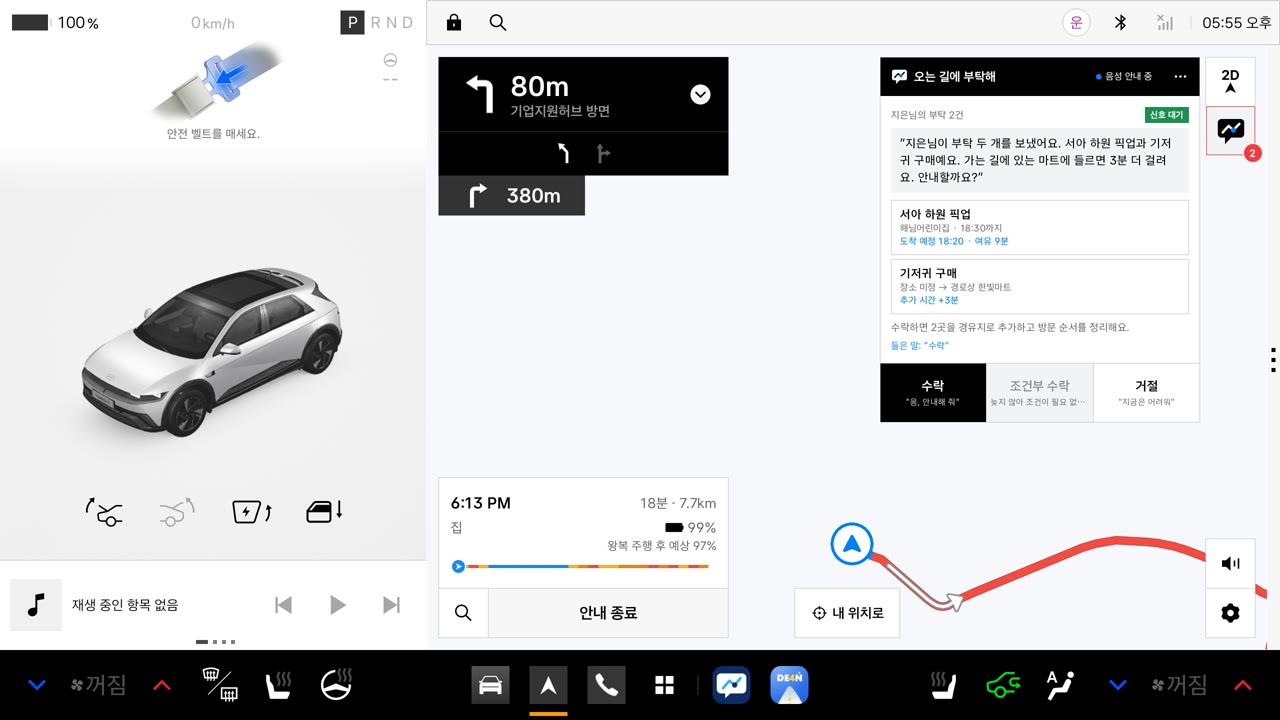 100 %
0 km/h
P R N D
안전 벨트를 매세요.
재생 중인 항목 없음
운
05:55 오후
80m
기업지원허브 방면
380m
오는 길에 부탁해
음성 안내 중
지은님의 부탁 2건
신호 대기
"지은님이 부탁 두 개를 보냈어요. 서아 하원 픽업과 기저
귀 구매예요. 가는 길에 있는 마트에 들르면 3분 더 걸려
요. 안내할까요?"
서아 하원 픽업
해님어린이집 · 18:30까지
도착 예정 18:20 · 여유 9분
기저귀 구매
장소 미정 → 경로상 한빛마트
추가 시간 +3분
수락하면 2곳을 경유지로 추가하고 방문 순서를 정리해요.
들은 말: "수락"
수락
"응, 안내해 줘"
조건부 수락
늦지 않아 조건이 필요 없…
거절
"지금은 어려워"
2D
2
6:13 PM
18분 · 7.7km
집
99%
왕복 주행 후 예상 97%
안내 종료
내 위치로
꺼짐
DE4N
A
꺼짐